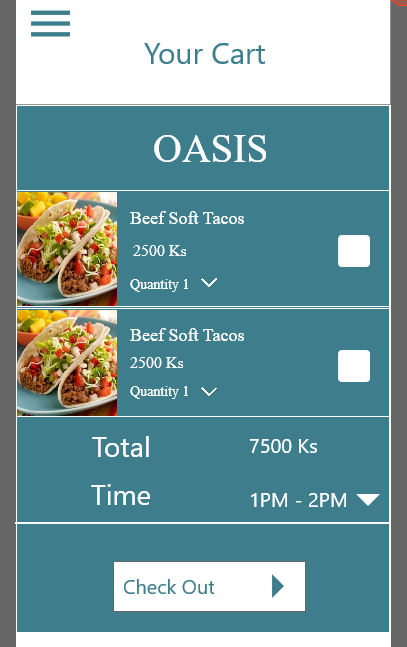 Your Cart
OASIS
Beef Soft Tacos
2500 Ks
Quantity 1
Beef Soft Tacos
2500 Ks
Quantity 1
Total 7500 Ks
Time 1PM - 2PM
Check Out